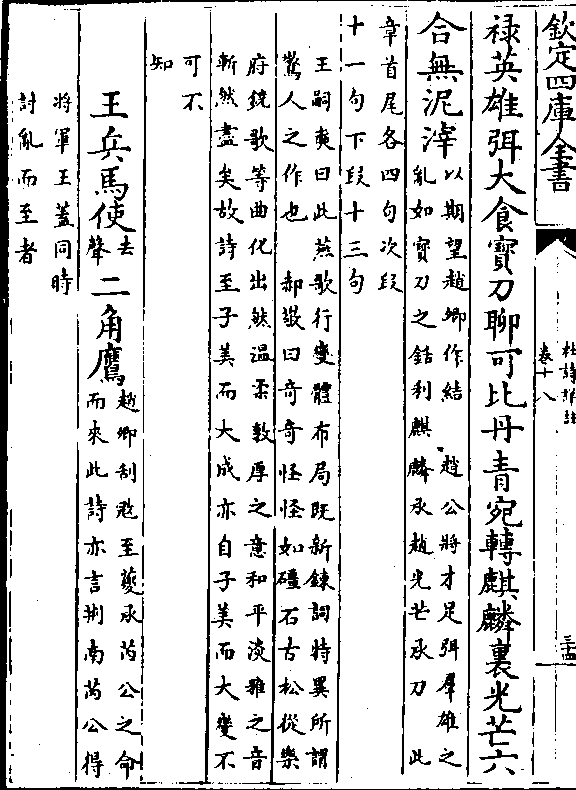 欽定四庫全書
杜詩詳註
卷十八
三十四
祿英雄弭大食寶刀聊可比丹青宛轉麒麟裏光芒六
合無泥滓
以期望趙卿作結　趙公將才足弭羣雄之
亂如寶刀之銛利麒麟承趙光芒承刀　此
章首尾各四句次段
十一句下段十三句
王嗣奭曰此蕪歌行變體布局既新鍊詞特異所謂
驚人之作也　郝敬曰奇奇怪怪如礓石古松從樂
府鐃歌等曲化出然温柔敦厚之意和平淡雅之音
斬然盡矣故詩至子美而大成亦自子美而大變不
可不
知
王兵馬使去聲二角鷹
趙卿刮寇至夔承芮公之命
而來此詩亦言荆南芮公得
將軍王蓋同時
討亂而至者